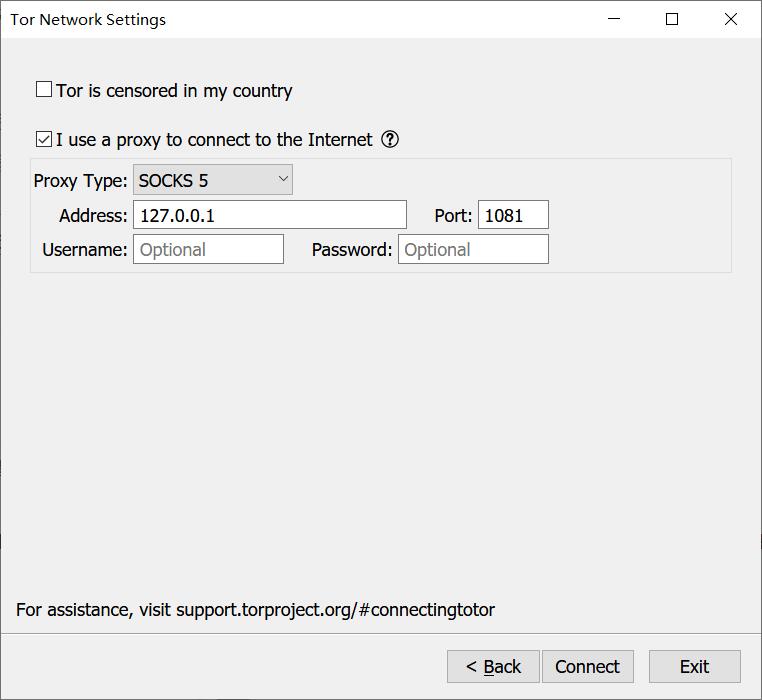 Tor Network Settings
Tor is censored in my country
I use a proxy to connect to the Internet ?
Proxy Type: SOCKS 5
Address: 127.0.0.1 Port: 1081
Username: Optional Password: Optional
For assistance, visit support.torproject.org/#connectingtotor
< Back Connect Exit